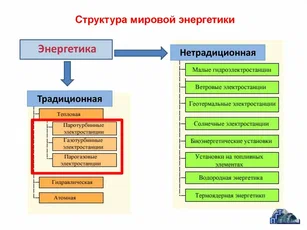 Структура мировой энергетики
Энергетика
Нетрадиционная
Традиционная
Тепловая
Паротурбинные
электростанции
Газотурбинные
электростанции
Парогазовые
электростанции
Гидравлическая
Атомная
Малые гидроэлектростанции
Ветровые электростанции
Геотермальные электростанции
Солнечные электростанции
Биоэнергетические установки
Установки на топливных
элементах
Водородная энергетика
Термоядерная энергетика